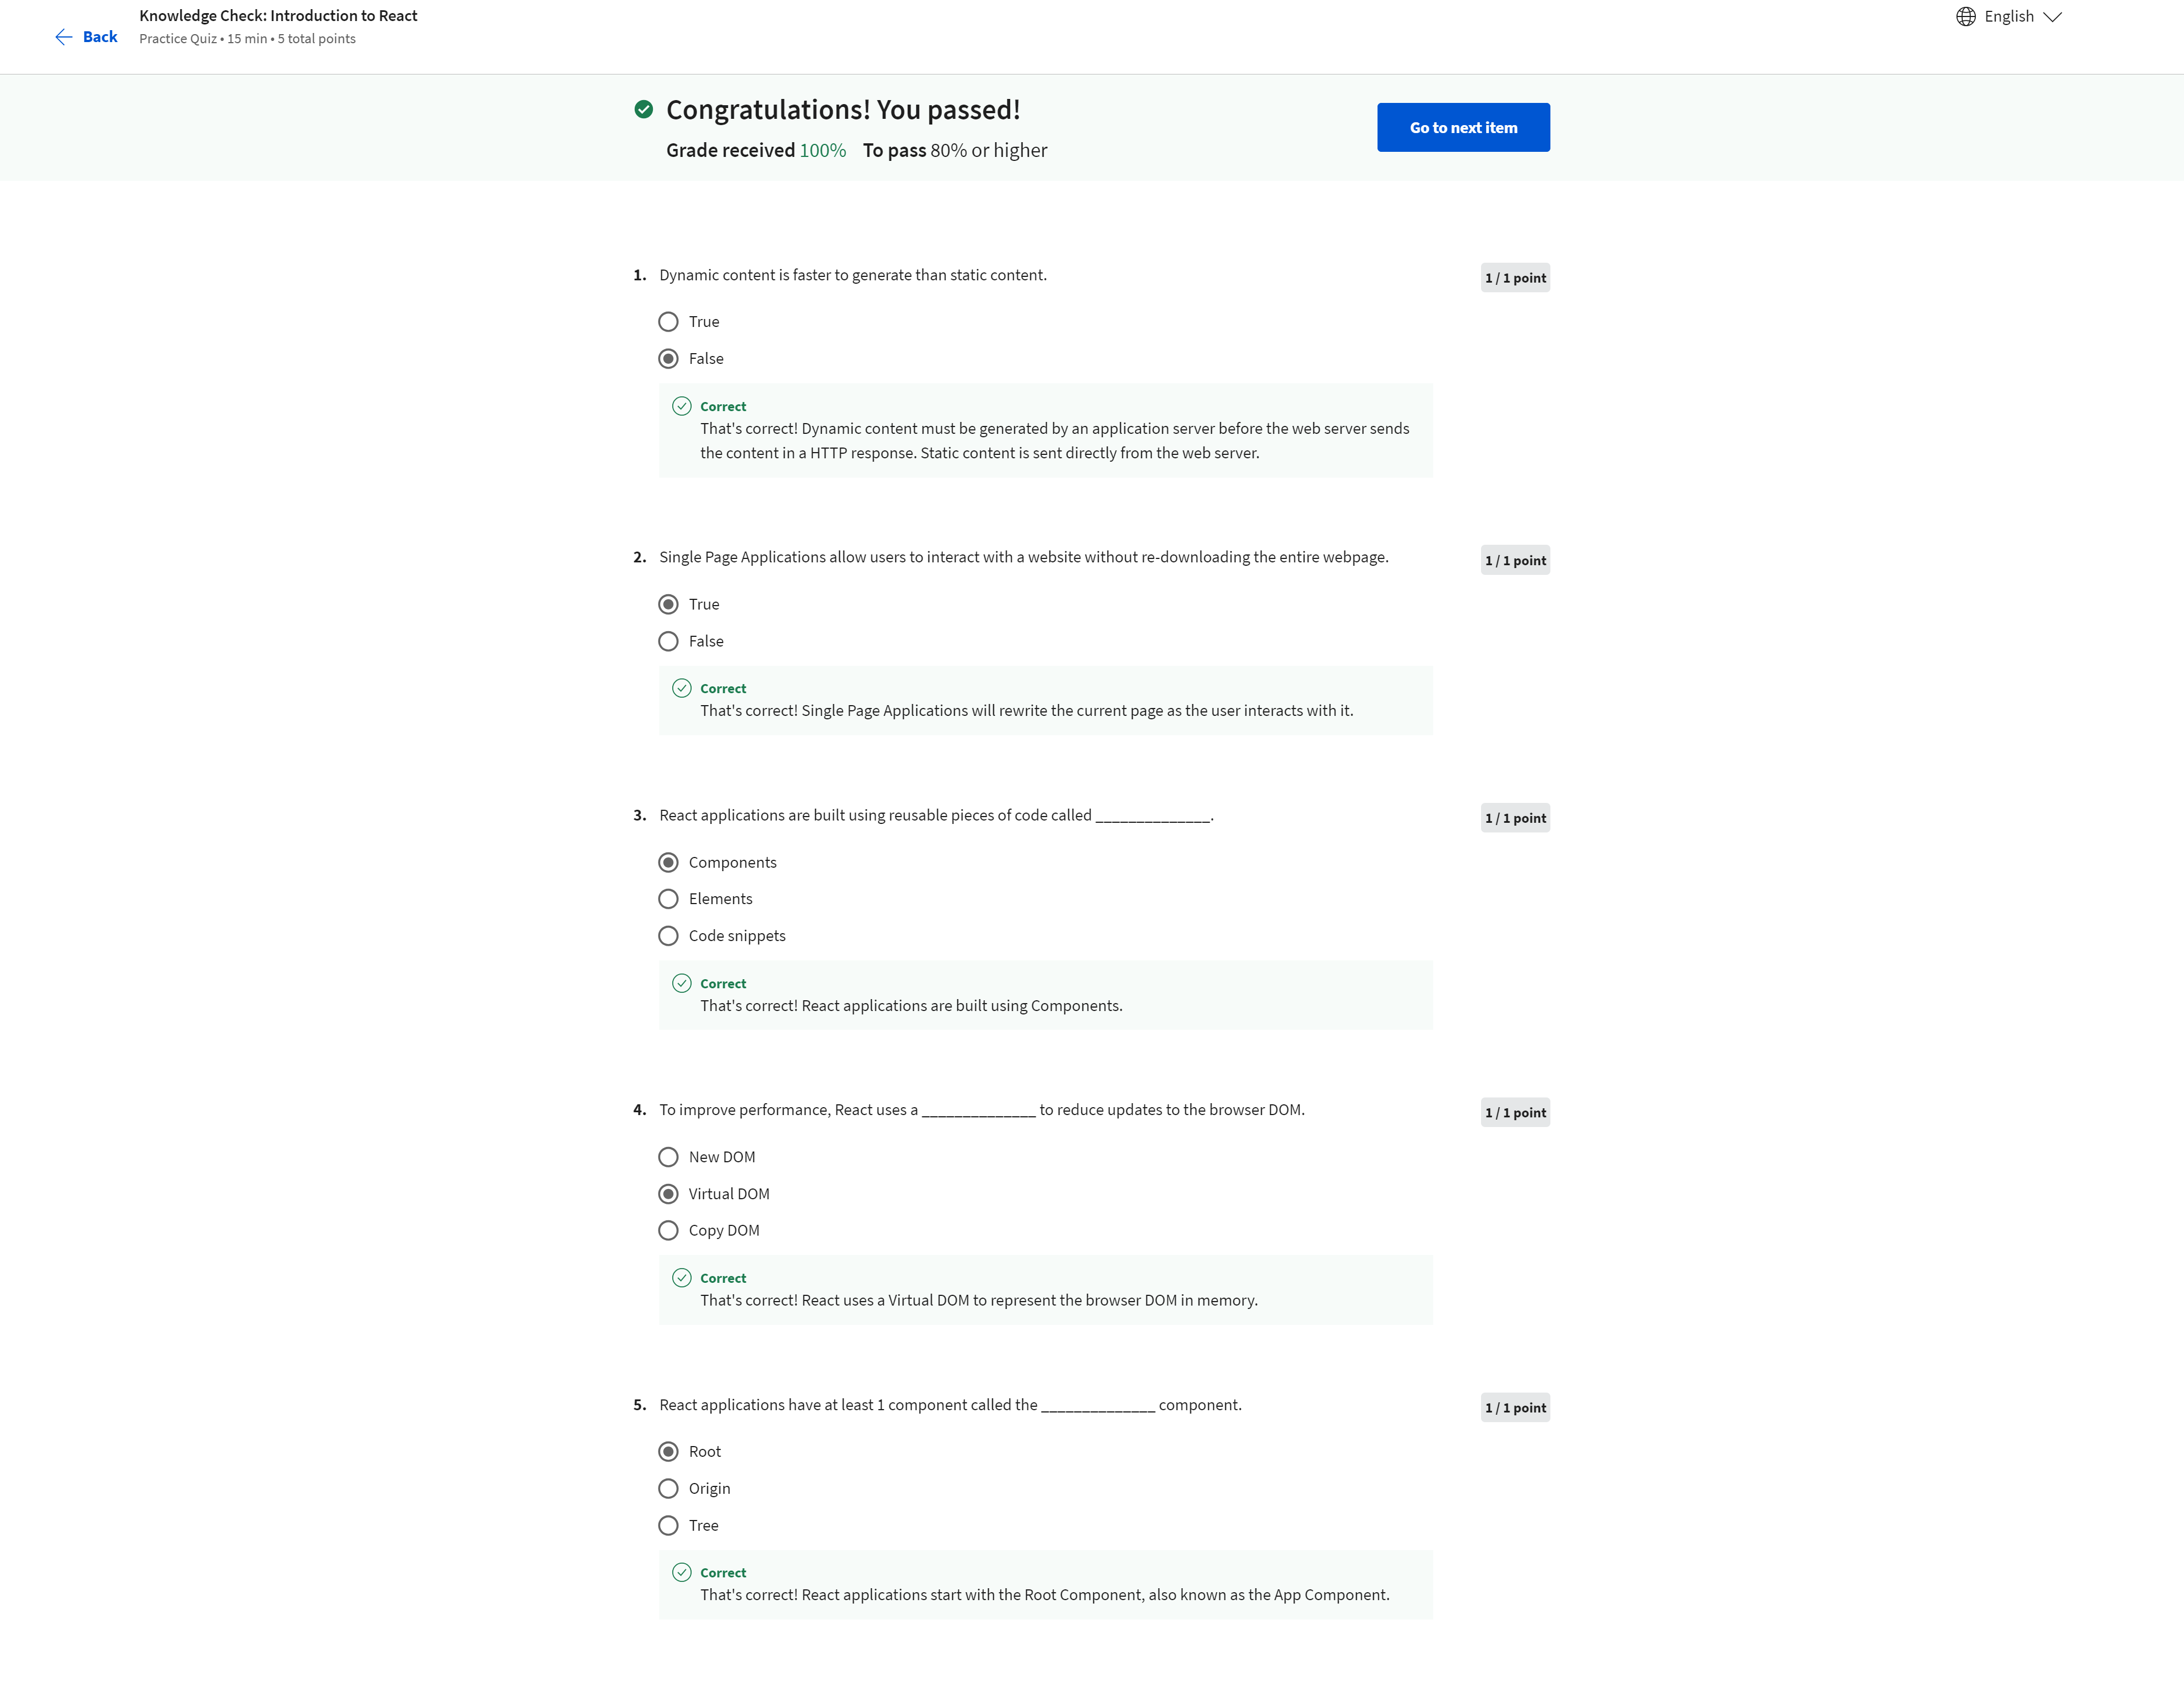 Knowledge Check: Introduction to React
Back
Practice Quiz • 15 min • 5 total points
English
Congratulations! You passed!
Grade received 100% To pass 80% or higher
Go to next item
1. Dynamic content is faster to generate than static content.
1 / 1 point
True
False
Correct
That's correct! Dynamic content must be generated by an application server before the web server sends
the content in a HTTP response. Static content is sent directly from the web server.
2. Single Page Applications allow users to interact with a website without re-downloading the entire webpage.
1 / 1 point
True
False
Correct
That's correct! Single Page Applications will rewrite the current page as the user interacts with it.
3. React applications are built using reusable pieces of code called ______________.
1 / 1 point
Components
Elements
Code snippets
Correct
That's correct! React applications are built using Components.
4. To improve performance, React uses a ______________ to reduce updates to the browser DOM.
1 / 1 point
New DOM
Virtual DOM
Copy DOM
Correct
That's correct! React uses a Virtual DOM to represent the browser DOM in memory.
5. React applications have at least 1 component called the ______________ component.
1 / 1 point
Root
Origin
Tree
Correct
That's correct! React applications start with the Root Component, also known as the App Component.